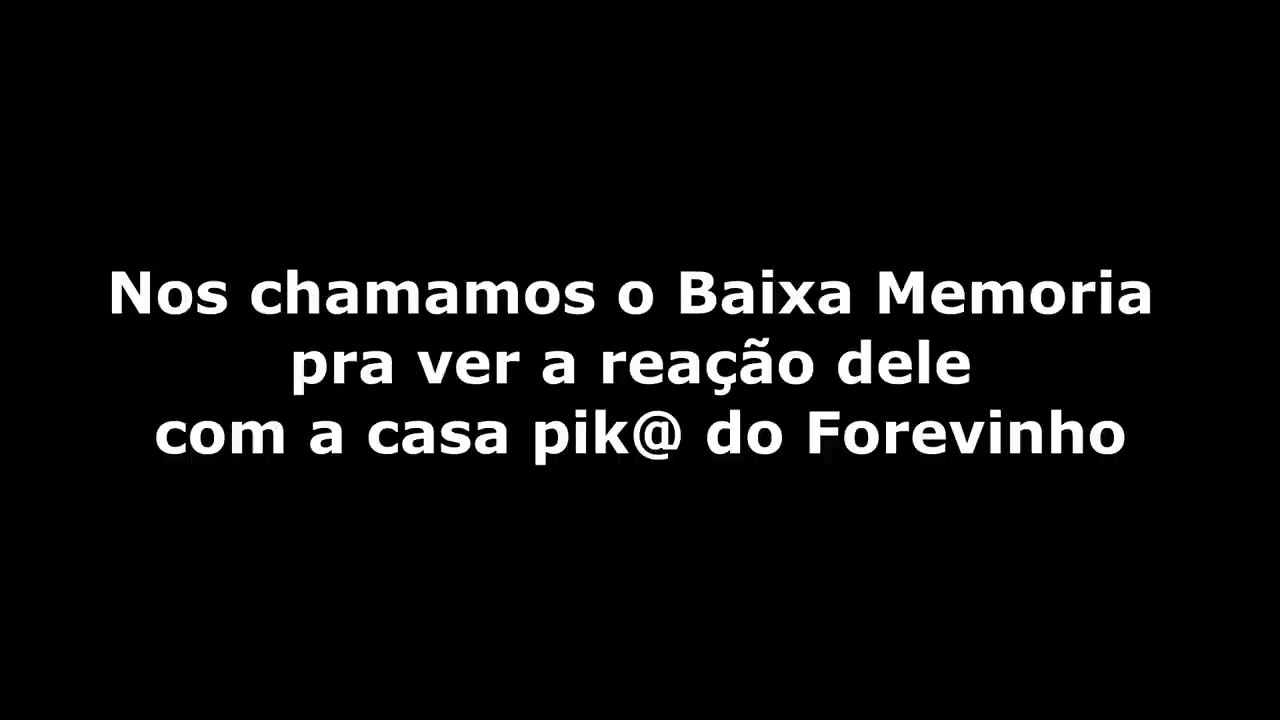 Nos chamamos o Baixa Memoria
pra ver a reação dele
com a casa pik@ do Forevinho